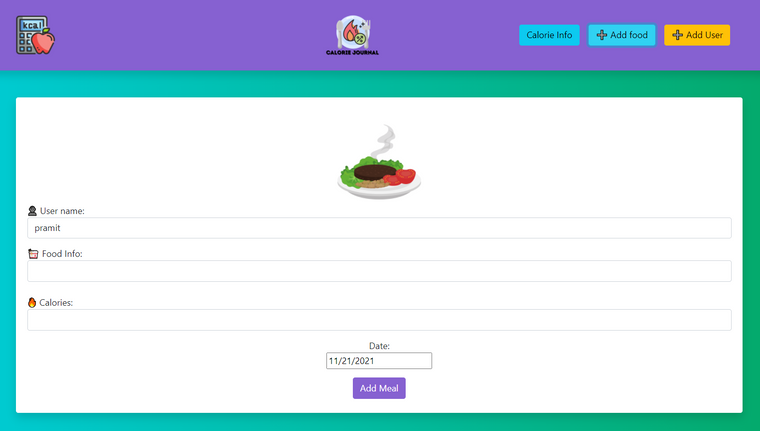 kcal
CALORIE JOURNAL
Calorie Info
Add food
Add User
User name:
pramit
Food Info:
Calories:
Date:
11/21/2021
Add Meal